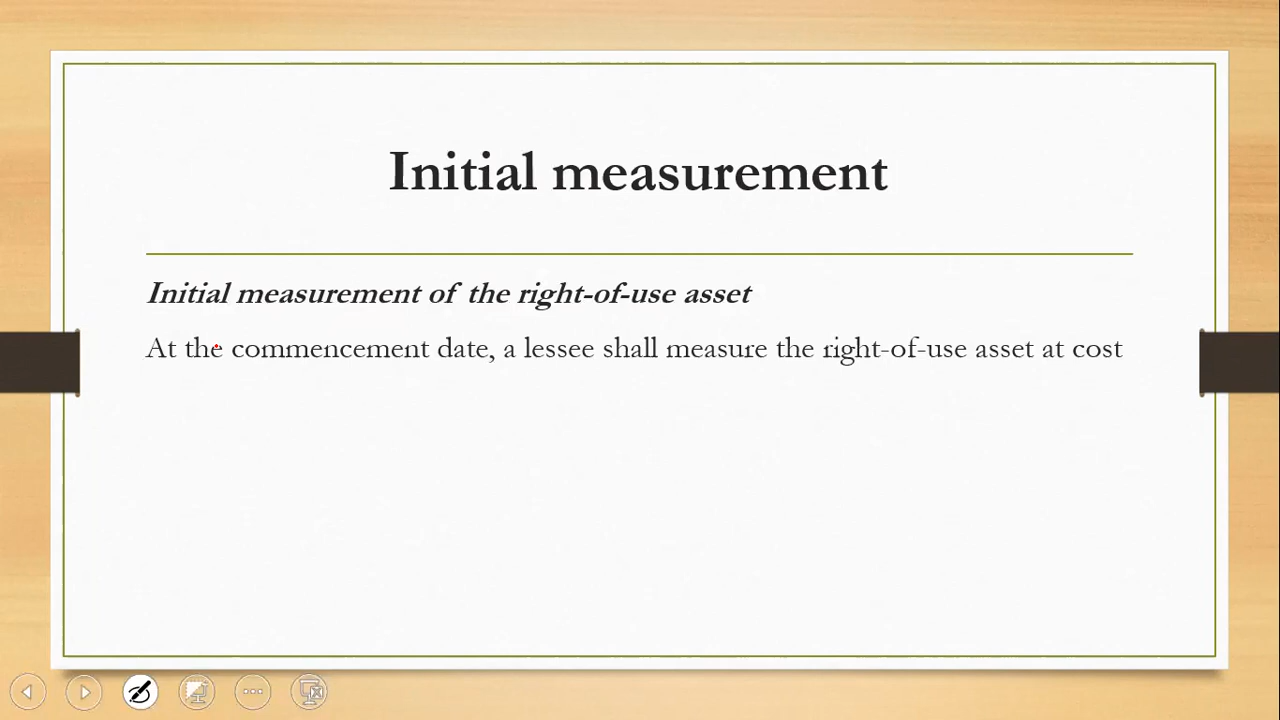 Initial measurement
Initial measurement of the right-of-use asset
At the commencement date, a lessee shall measure the right-of-use asset at cost